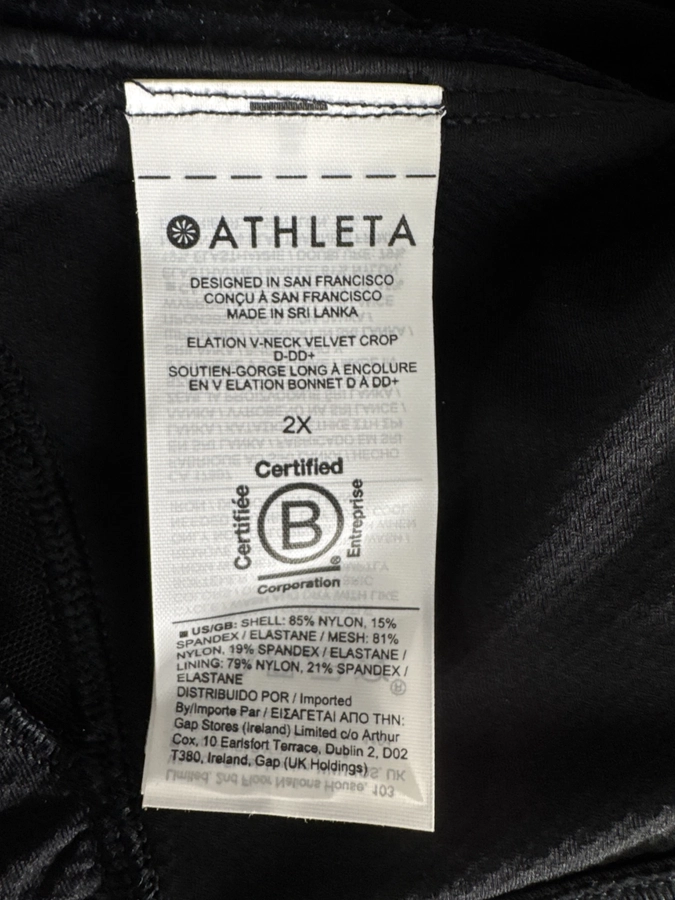 ATHLETA
DESIGNED IN SAN FRANCISCO
CONÇU À SAN FRANCISCO
MADE IN SRI LANKA
ELATION V-NECK VELVET CROP
D-DD+
SOUTIEN-GORGE LONG À ENCOLURE
EN V ELATION BONNET D À DD+
2X
Certified
Certifiée
B
Entreprise
®
Corporation
US/GB: SHELL: 85% NYLON, 15%
SPANDEX / ELASTANE / MESH: 81%
NYLON, 19% SPANDEX / ELASTANE /
LINING: 79% NYLON, 21% SPANDEX /
ELASTANE
DISTRIBUIDO POR / Imported
By/Importe Par / ΕΙΣΑΓΕΤΑΙ ΑΠΟ ΤΗΝ:
Gap Stores (Ireland) Limited c/o Arthur
Cox, 10 Earlsfort Terrace, Dublin 2, D02
T380, Ireland, Gap (UK Holdings)